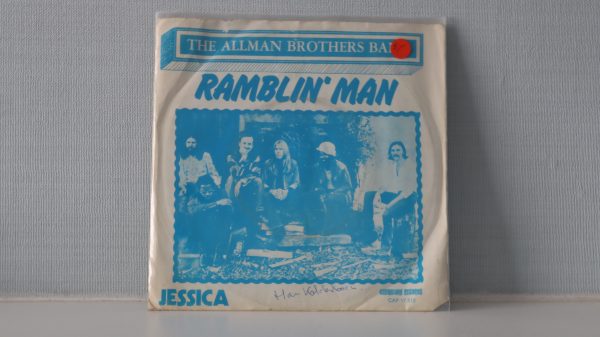 THE ALLMAN BROTHERS BAND
RAMBLIN' MAN
JESSICA